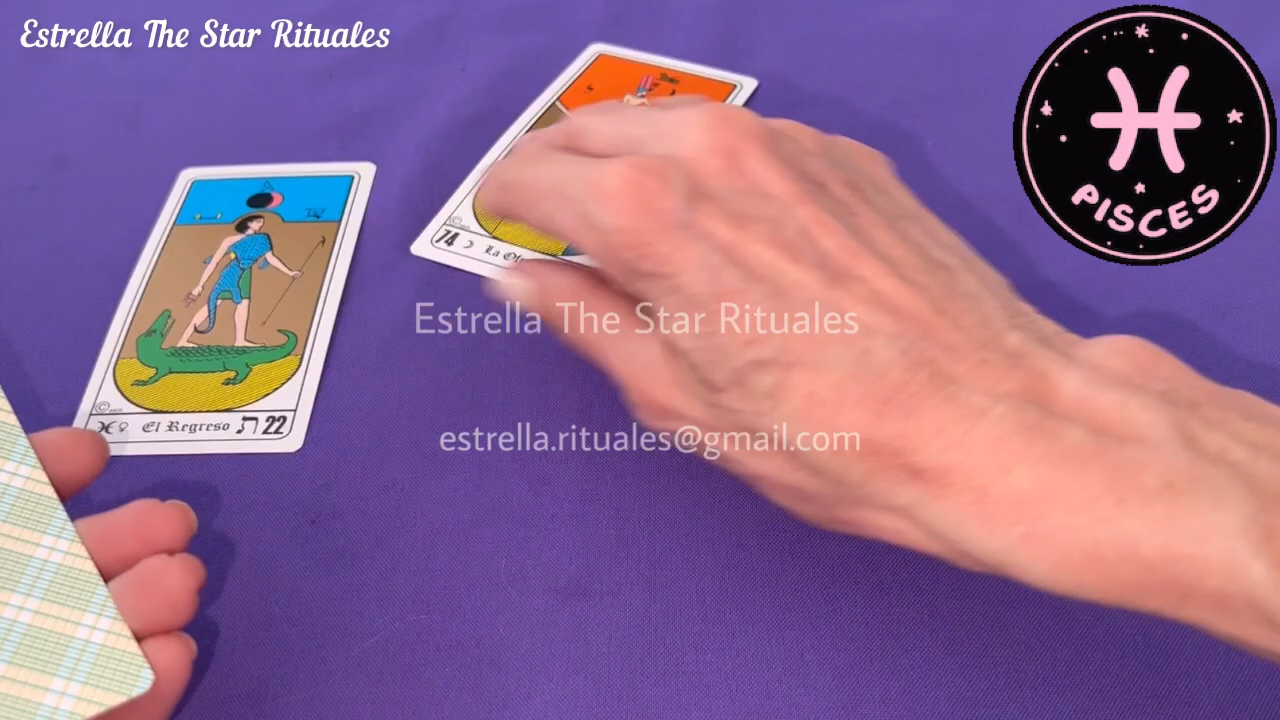 Estrella The Star Rituales
PISCES
74
El Regreso ת 22
Estrella The Star Rituales
estrella.rituales@gmail.com